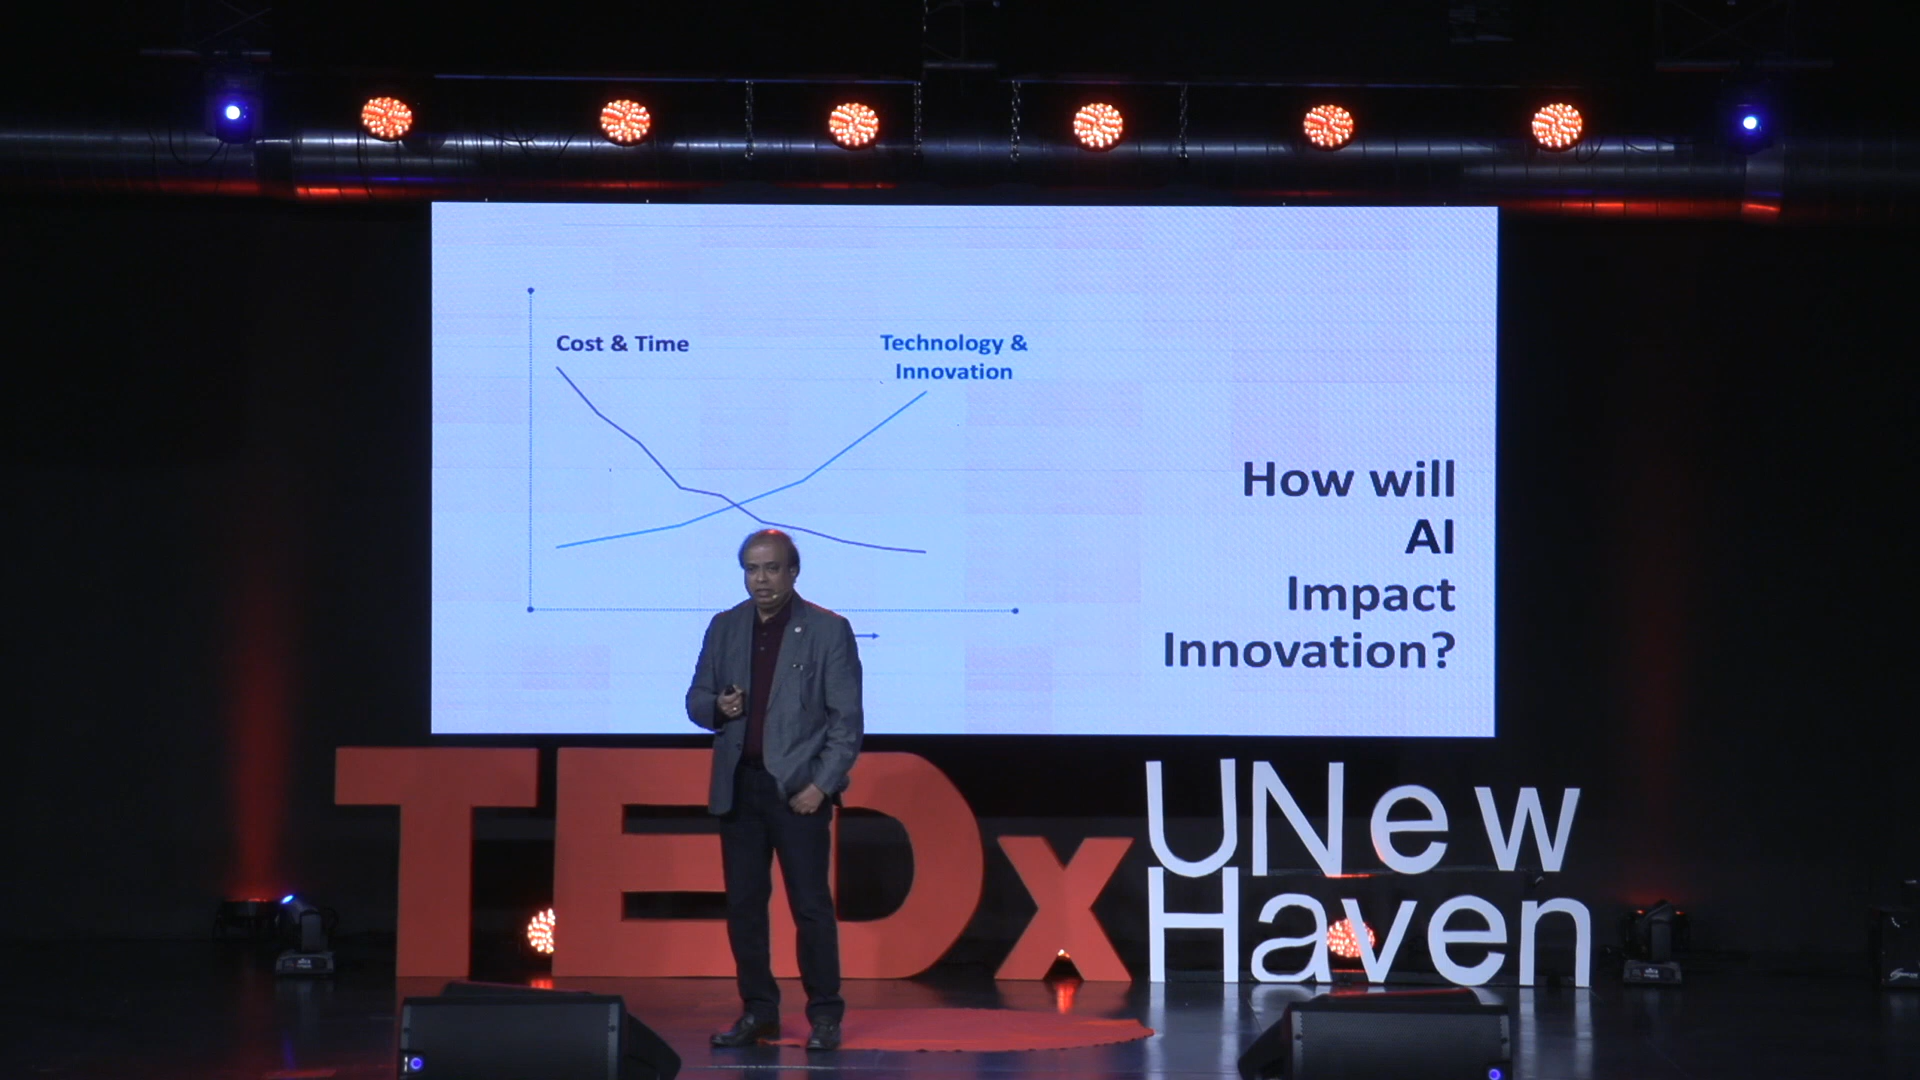 Cost & Time
Technology &
Innovation
How will
AI
Impact
Innovation?
TEDx
UNew
Haven